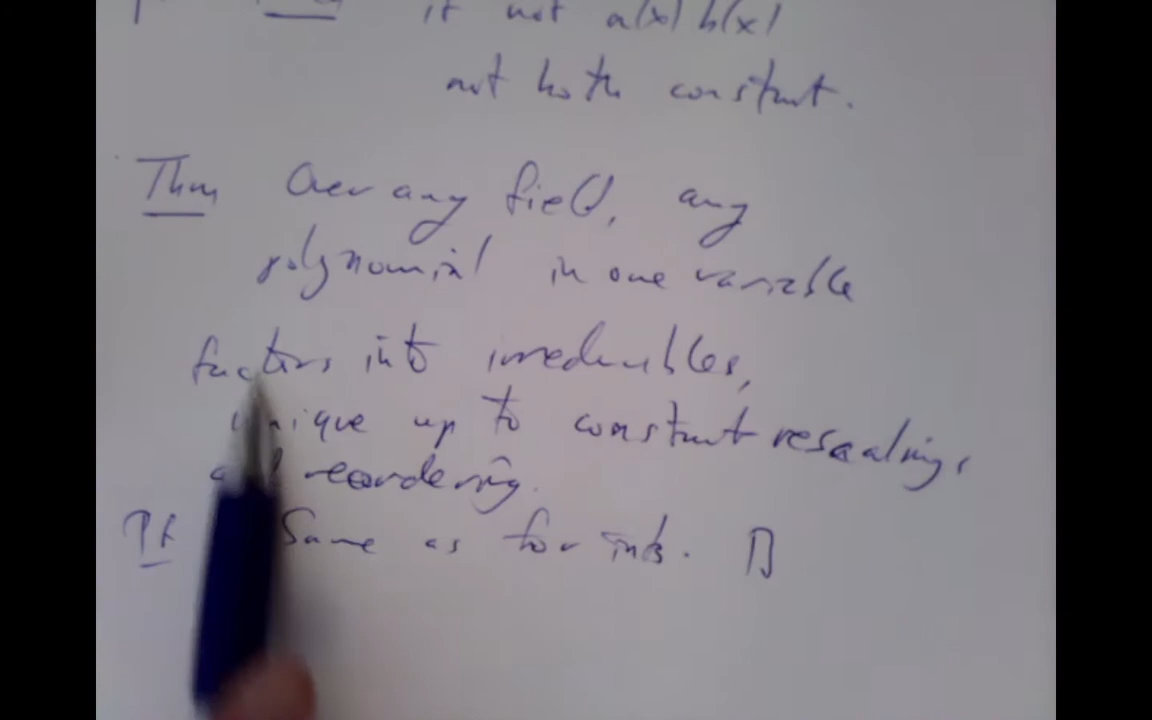 if not a(x) b(x)
not both constant.
Thm Over any field, any
polynomial in one variable
factors into irreducibles,
unique up to constant rescaling,
and reordering.
Pf Same as for ints.